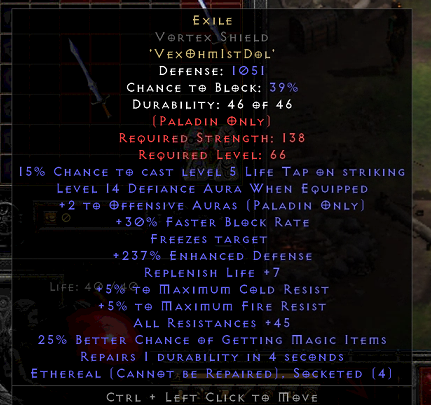 Exile
Vortex Shield
'VexOhmIstDol'
Defense: 1051
Chance to Block: 39%
Durability: 46 of 46
(Paladin Only)
Required Strength: 138
Required Level: 66
15% Chance to cast level 5 Life Tap on striking
Level 14 Defiance Aura When Equipped
+2 to Offensive Auras (Paladin Only)
+30% Faster Block Rate
Freezes target
+237% Enhanced Defense
Replenish Life +7
+5% to Maximum Cold Resist
+5% to Maximum Fire Resist
All Resistances +45
25% Better Chance of Getting Magic Items
Repairs 1 durability in 4 seconds
Ethereal (Cannot be Repaired), Socketed (4)
Ctrl + Left Click to Move